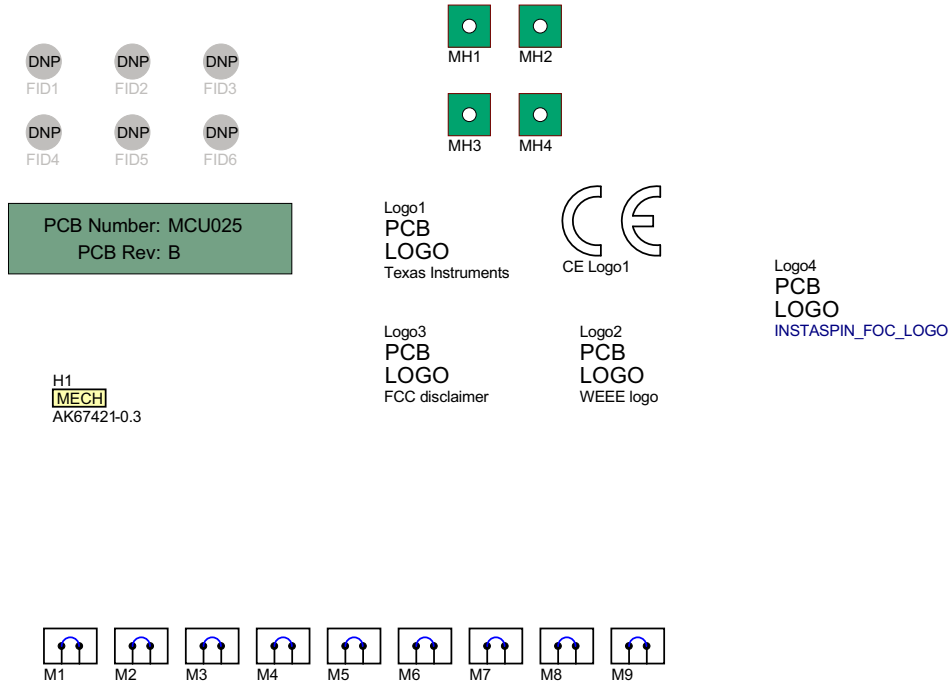 MH1 MH2
DNP DNP DNP
FID1 FID2 FID3
MH3 MH4
DNP DNP DNP
FID4 FID5 FID6
PCB Number: MCU025
PCB Rev: B
Logo1
PCB
LOGO
Texas Instruments
CE
CE Logo1
Logo4
PCB
LOGO
INSTASPIN_FOC_LOGO
Logo3
PCB
LOGO
FCC disclaimer
Logo2
PCB
LOGO
WEEE logo
H1
MECH
AK67421-0.3
M1 M2 M3 M4 M5 M6 M7 M8 M9